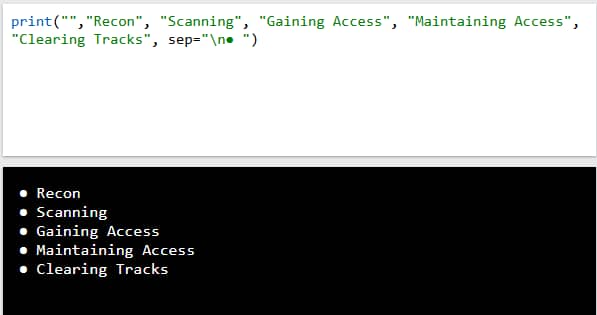 print("","Recon", "Scanning", "Gaining Access", "Maintaining Access",
"Clearing Tracks", sep="\n● ")
● Recon
● Scanning
● Gaining Access
● Maintaining Access
● Clearing Tracks